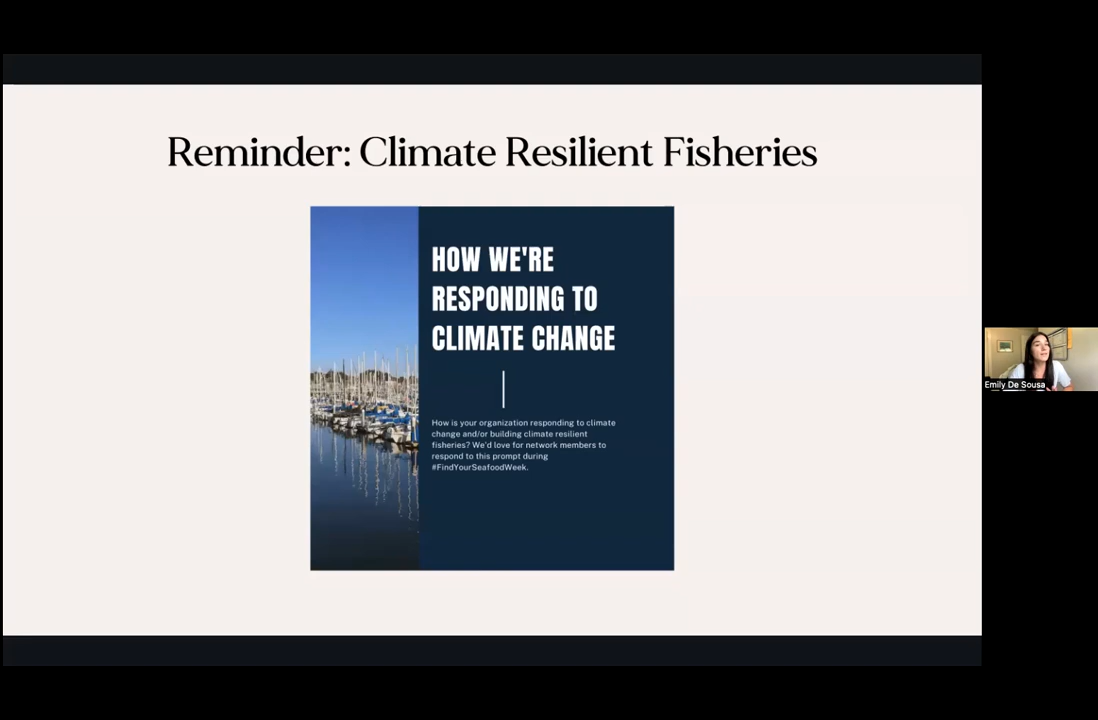 Reminder: Climate Resilient Fisheries
HOW WE'RE
RESPONDING TO
CLIMATE CHANGE
How is your organization responding to climate
change and/or building climate resilient
fisheries? We'd love for network members to
respond to this prompt during
#FindYourSeafoodWeek.
Emily De Sousa